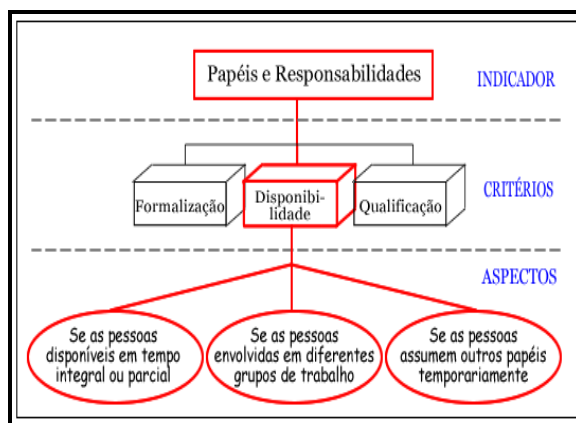 Papéis e Responsabilidades
INDICADOR
Formalização
Disponibi-
lidade
Qualificação
CRITÉRIOS
ASPECTOS
Se as pessoas
disponíveis em tempo
integral ou parcial
Se as pessoas
envolvidas em diferentes
grupos de trabalho
Se as pessoas
assumem outros papéis
temporariamente